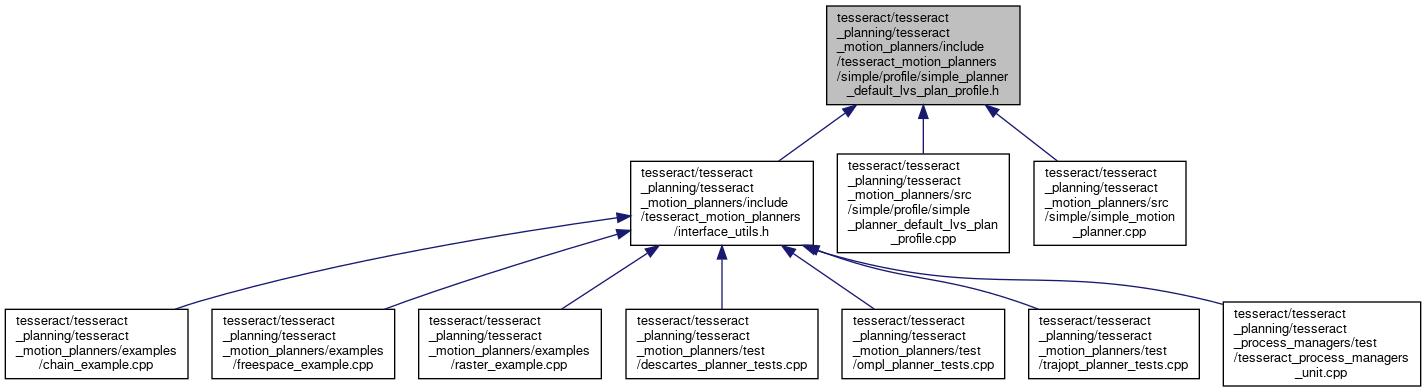 tesseract/tesseract
_planning/tesseract
_motion_planners/include
/tesseract_motion_planners
/simple/profile/simple_planner
_default_lvs_plan_profile.h
tesseract/tesseract
_planning/tesseract
_motion_planners/include
/tesseract_motion_planners
/interface_utils.h
tesseract/tesseract
_planning/tesseract
_motion_planners/src
/simple/profile/simple
_planner_default_lvs_plan
_profile.cpp
tesseract/tesseract
_planning/tesseract
_motion_planners/src
/simple/simple_motion
_planner.cpp
tesseract/tesseract
_planning/tesseract
_motion_planners/examples
/chain_example.cpp
tesseract/tesseract
_planning/tesseract
_motion_planners/examples
/freespace_example.cpp
tesseract/tesseract
_planning/tesseract
_motion_planners/examples
/raster_example.cpp
tesseract/tesseract
_planning/tesseract
_motion_planners/test
/descartes_planner_tests.cpp
tesseract/tesseract
_planning/tesseract
_motion_planners/test
/ompl_planner_tests.cpp
tesseract/tesseract
_planning/tesseract
_motion_planners/test
/trajopt_planner_tests.cpp
tesseract/tesseract
_planning/tesseract
_process_managers/test
/tesseract_process_managers
_unit.cpp